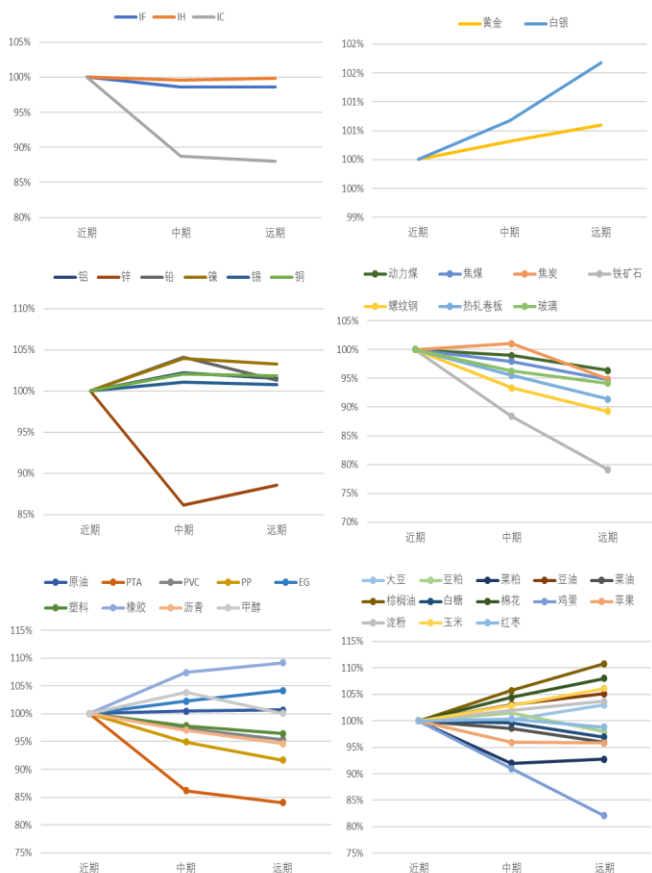 IF IH IC
105%
100%
95%
90%
85%
80%
近期 中期 远期
黄金 白银
102%
102%
101%
101%
100%
100%
99%
近期 中期 远期
铝 锌 铅 镍 锡 铜
110%
105%
100%
95%
90%
85%
近期 中期 远期
动力煤 焦煤 焦炭 铁矿石
螺纹钢 热轧卷板 玻璃
105%
100%
95%
90%
85%
80%
75%
70%
近期 中期 远期
原油 PTA PVC PP EG
塑料 橡胶 沥青 甲醇
115%
110%
105%
100%
95%
90%
85%
80%
75%
近期 中期 远期
大豆 豆粕 菜粕 豆油 菜油
棕榈油 白糖 棉花 鸡蛋 苹果
淀粉 玉米 红枣
115%
110%
105%
100%
95%
90%
85%
80%
75%
近期 中期 远期